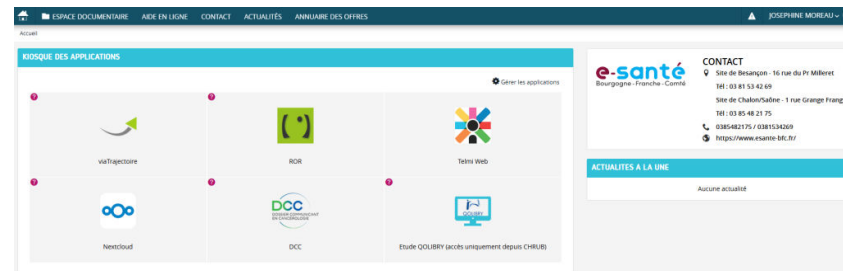 ESPACE DOCUMENTAIRE AIDE EN LIGNE CONTACT ACTUALITÉS ANNUAIRE DES OFFRES JOSEPHINE MOREAU
Accueil
KIOSQUE DES APPLICATIONS
Gérer les applications
viaTrajectoire
ROR
Telmi Web
Nextcloud
DCC
DOSSIER COMMUNICANT
EN CANCÉROLOGIE
DCC
QOLIBRY
Etude QOLIBRY (accès uniquement depuis CHRUB)
e-santé
Bourgogne-Franche-Comté
CONTACT
Site de Besançon - 16 rue du Pr Milleret
Tél : 03 81 53 42 69
Site de Chalon/Saône - 1 rue Grange Frang
Tél : 03 85 48 21 75
0385482175 / 0381534269
https://www.esante-bfc.fr/
ACTUALITES A LA UNE
Aucune actualité